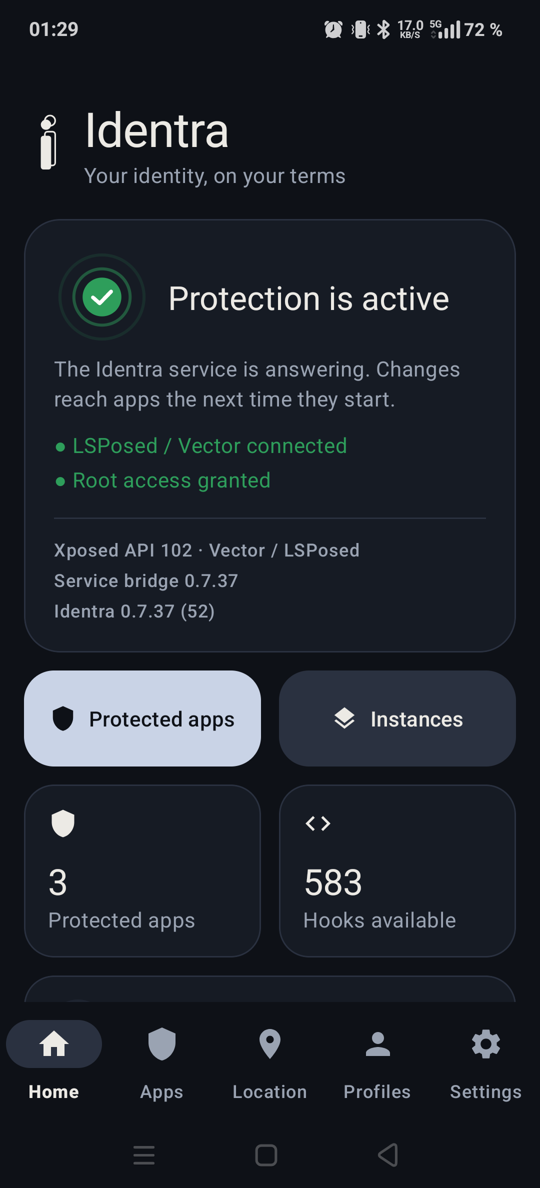 01:29
17.0
KB/S
5G
72 %
Identra
Your identity, on your terms
Protection is active
The Identra service is answering. Changes
reach apps the next time they start.
● LSPosed / Vector connected
● Root access granted
Xposed API 102 · Vector / LSPosed
Service bridge 0.7.37
Identra 0.7.37 (52)
Protected apps
Instances
3
Protected apps
583
Hooks available
Home
Apps
Location
Profiles
Settings